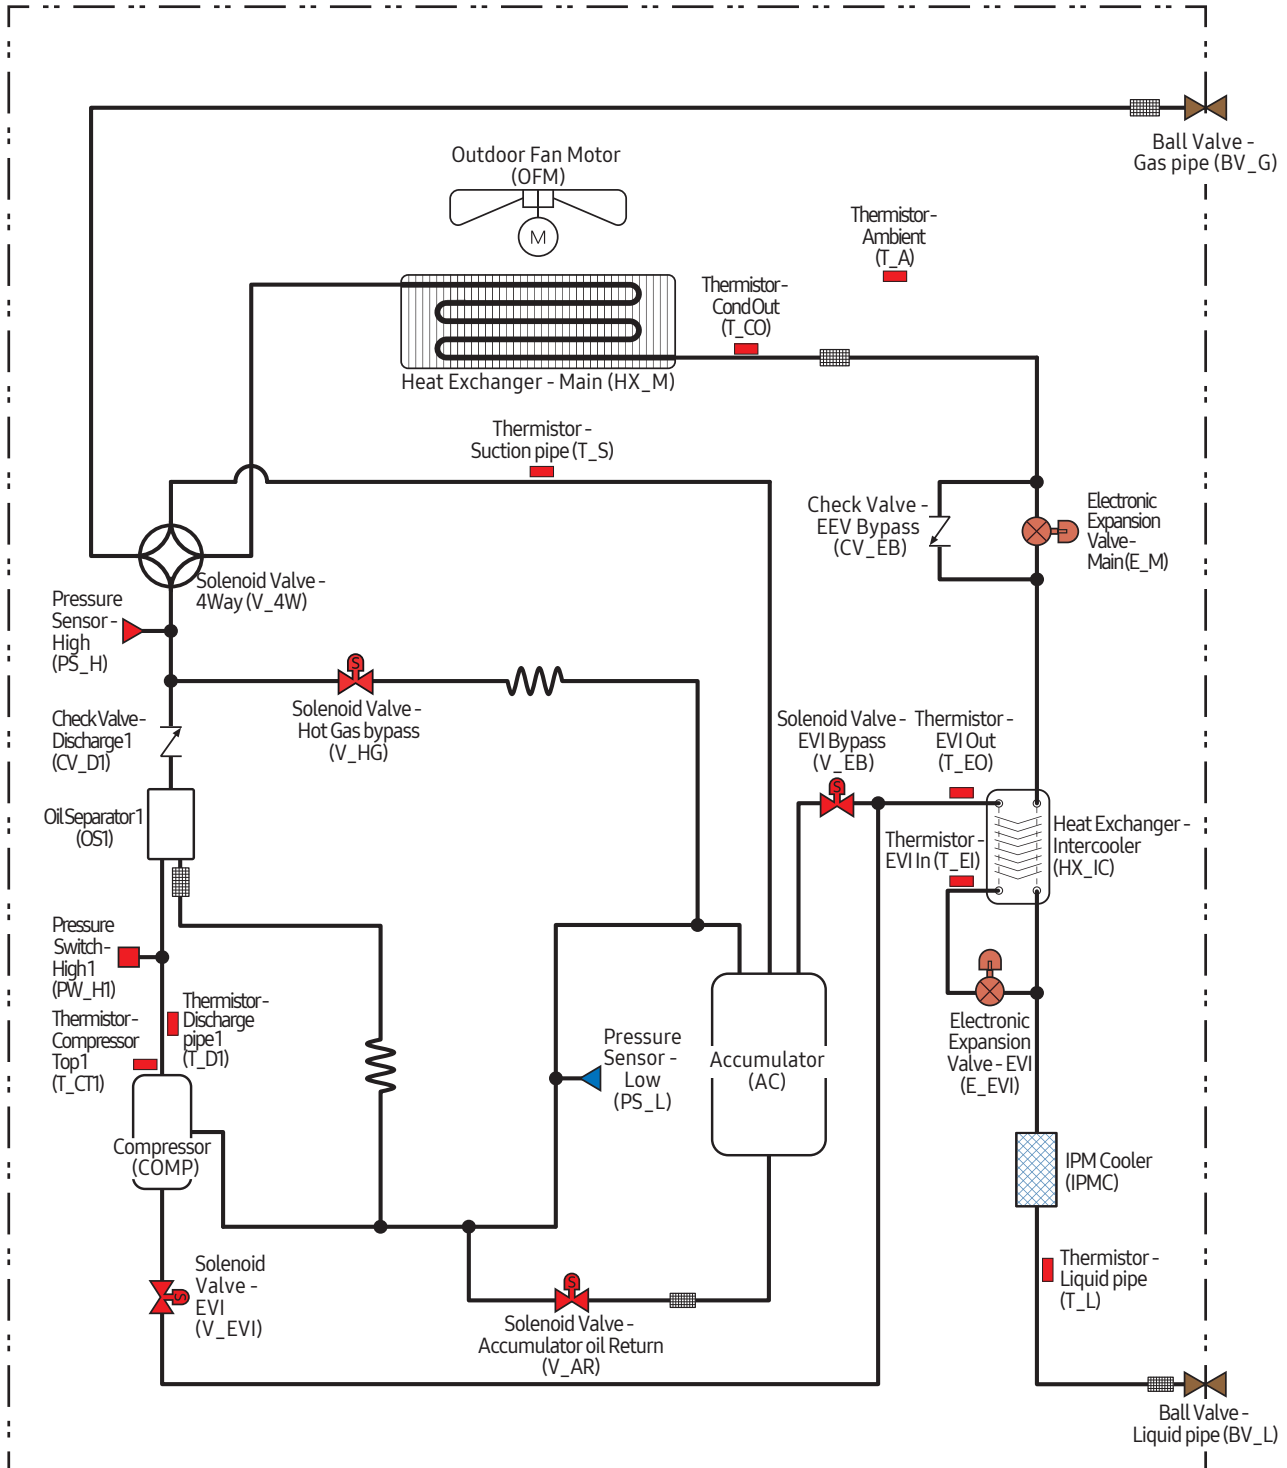 Ball Valve -
Gas pipe (BV_G)
Outdoor Fan Motor
(OFM)
M
Thermistor-
Ambient
(T_A)
Thermistor-
CondOut
(T_CO)
Heat Exchanger - Main (HX_M)
Thermistor -
Suction pipe (T_S)
Check Valve -
EEV Bypass
(CV_EB)
Electronic
Expansion
Valve-
Main(E_M)
Solenoid Valve -
4Way (V_4W)
Pressure
Sensor -
High
(PS_H)
S
Solenoid Valve -
Hot Gas bypass
(V_HG)
Check Valve-
Discharge1
(CV_D1)
Solenoid Valve -
EVI Bypass
(V_EB)
S
Thermistor -
EVI Out
(T_EO)
Oil Separator1
(OS1)
Thermistor -
EVI In (T_EI)
Heat Exchanger -
Intercooler
(HX_IC)
Pressure
Switch-
High1
(PW_H1)
Thermistor-
Discharge
pipe1
(T_D1)
Thermistor-
Compressor
Top1
(T_CT1)
Electronic
Expansion
Valve - EVI
(E_EVI)
Pressure
Sensor -
Low
(PS_L)
Accumulator
(AC)
Compressor
(COMP)
IPM Cooler
(IPMC)
Solenoid
Valve -
EVI
(V_EVI)
S
S
Solenoid Valve -
Accumulator oil Return
(V_AR)
Thermistor -
Liquid pipe
(T_L)
Ball Valve -
Liquid pipe (BV_L)